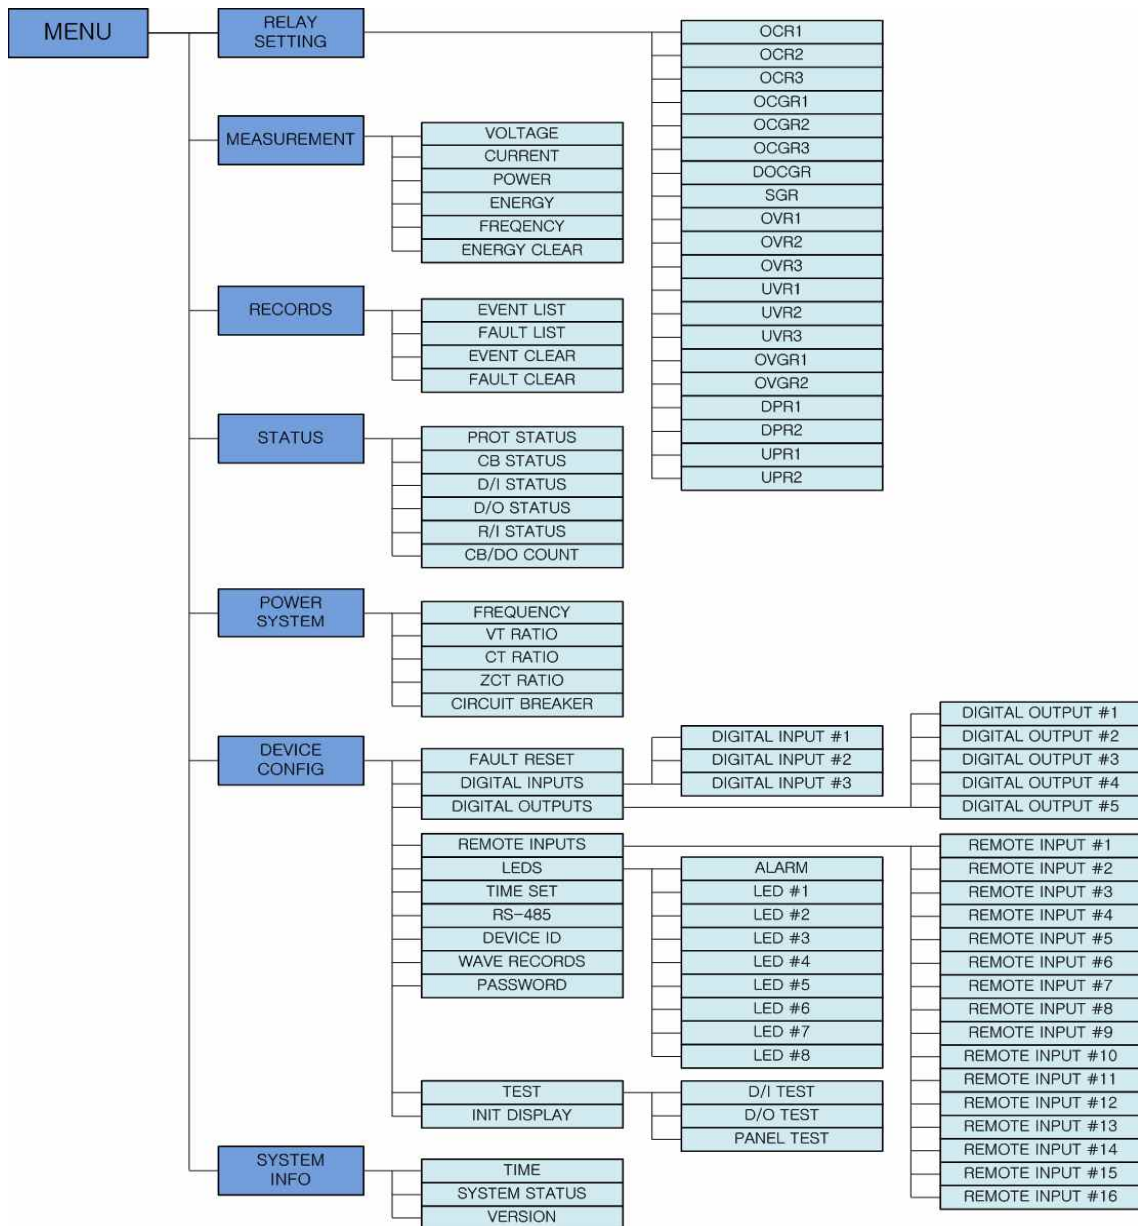 MENU
RELAY
SETTING
OCR1
OCR2
OCR3
OCGR1
OCGR2
OCGR3
DOCGR
SGR
OVR1
OVR2
OVR3
UVR1
UVR2
UVR3
OVGR1
OVGR2
DPR1
DPR2
UPR1
UPR2
MEASUREMENT
VOLTAGE
CURRENT
POWER
ENERGY
FREQENCY
ENERGY CLEAR
RECORDS
EVENT LIST
FAULT LIST
EVENT CLEAR
FAULT CLEAR
STATUS
PROT STATUS
CB STATUS
D/I STATUS
D/O STATUS
R/I STATUS
CB/DO COUNT
POWER
SYSTEM
FREQUENCY
VT RATIO
CT RATIO
ZCT RATIO
CIRCUIT BREAKER
DEVICE
CONFIG
FAULT RESET
DIGITAL INPUTS
DIGITAL OUTPUTS
DIGITAL INPUT #1
DIGITAL INPUT #2
DIGITAL INPUT #3
DIGITAL OUTPUT #1
DIGITAL OUTPUT #2
DIGITAL OUTPUT #3
DIGITAL OUTPUT #4
DIGITAL OUTPUT #5
REMOTE INPUTS
LEDS
TIME SET
RS-485
DEVICE ID
WAVE RECORDS
PASSWORD
ALARM
LED #1
LED #2
LED #3
LED #4
LED #5
LED #6
LED #7
LED #8
REMOTE INPUT #1
REMOTE INPUT #2
REMOTE INPUT #3
REMOTE INPUT #4
REMOTE INPUT #5
REMOTE INPUT #6
REMOTE INPUT #7
REMOTE INPUT #8
REMOTE INPUT #9
REMOTE INPUT #10
REMOTE INPUT #11
REMOTE INPUT #12
REMOTE INPUT #13
REMOTE INPUT #14
REMOTE INPUT #15
REMOTE INPUT #16
TEST
INIT DISPLAY
D/I TEST
D/O TEST
PANEL TEST
SYSTEM
INFO
TIME
SYSTEM STATUS
VERSION